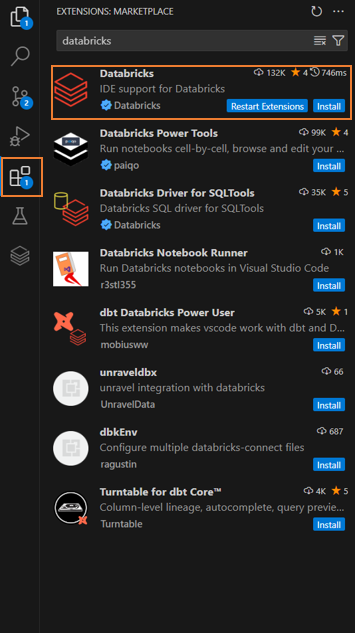 EXTENSIONS: MARKETPLACE
1
databricks
2
1
Databricks 132K 4 746ms
IDE support for Databricks
Databricks Restart Extensions Install
Databricks Power Tools 99K 4
Run notebooks cell-by-cell, browse and edit your ...
paiqo Install
Databricks Driver for SQLTools 35K 5
Databricks SQL driver for SQLTools
Databricks Install
Databricks Notebook Runner 1K
Run Databricks notebooks in Visual Studio Code
r3stl355 Install
dbt Databricks Power User 5K 1
This extension makes vscode work with dbt and D...
mobiusww Install
unraveldbx 66
unravel integration with databricks
UnravelData Install
dbkEnv 687
Configure multiple databricks-connect files
ragustin Install
Turntable for dbt Core™ 4K 5
Column-level lineage, autocomplete, query previe...
Turntable Install